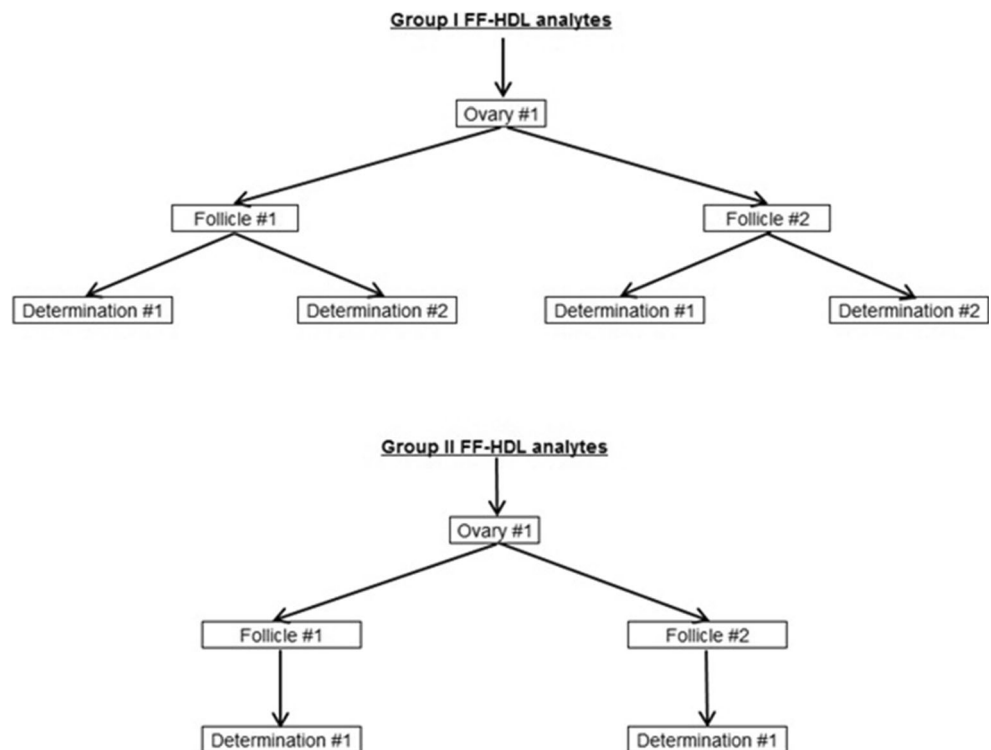 Group I FF-HDL analytes
Ovary #1
Follicle #1
Follicle #2
Determination #1
Determination #2
Determination #1
Determination #2
Group II FF-HDL analytes
Ovary #1
Follicle #1
Follicle #2
Determination #1
Determination #1